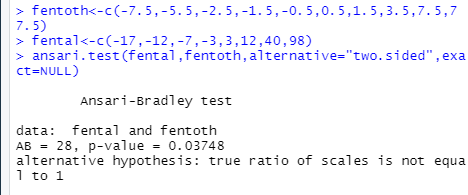 > fentoth<-c(-7.5,-5.5,-2.5,-1.5,-0.5,0.5,1.5,3.5,7.5,7
7.5)
> fental<-c(-17,-12,-7,-3,3,12,40,98)
> ansari.test(fental,fentoth,alternative="two.sided",exa
ct=NULL)
Ansari-Bradley test
data: fental and fentoth
AB = 28, p-value = 0.03748
alternative hypothesis: true ratio of scales is not equa
l to 1